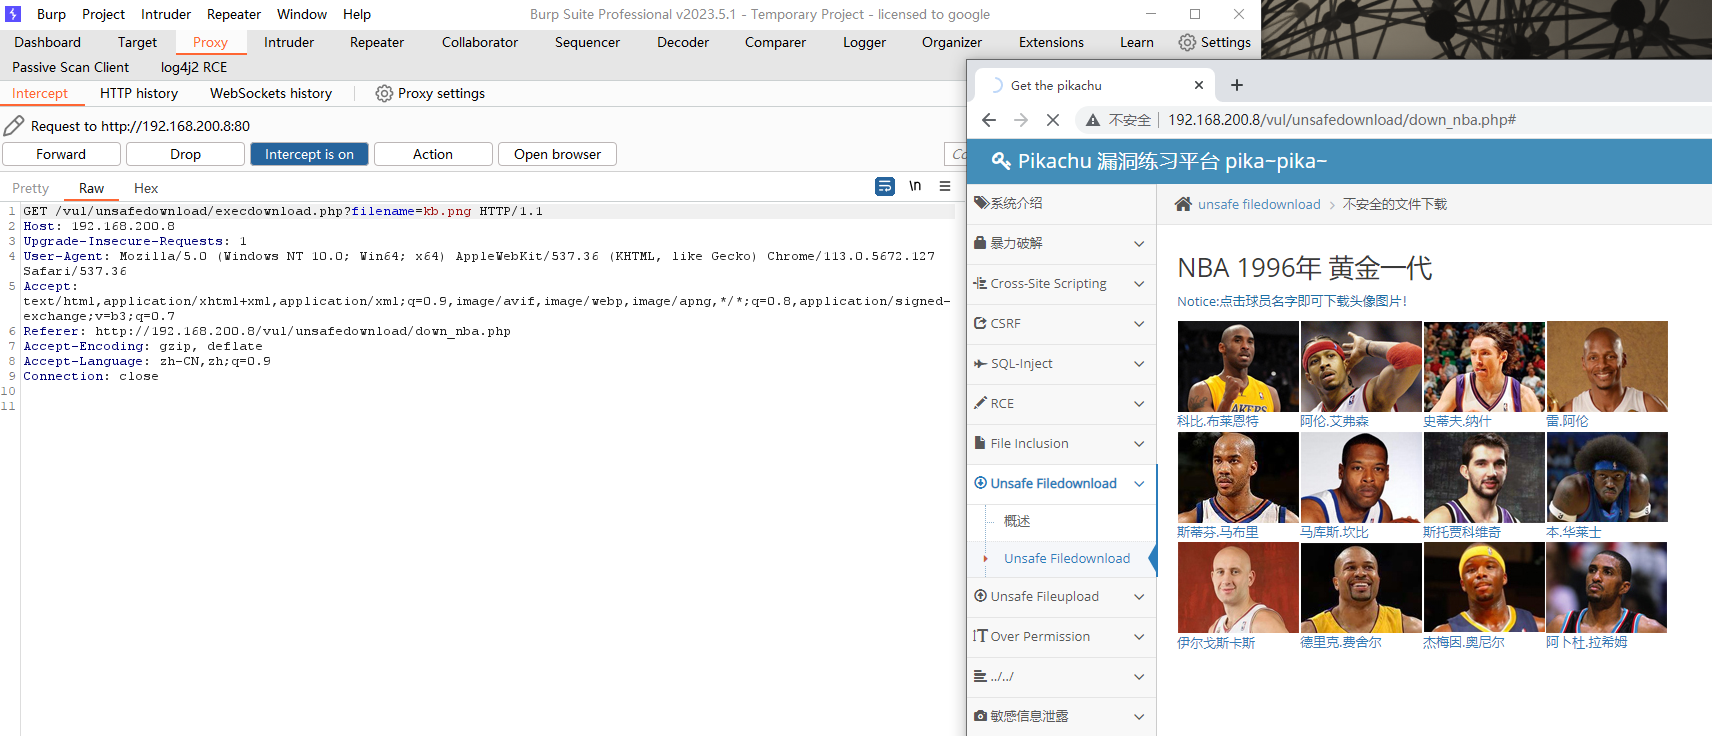 Burp Project Intruder Repeater Window Help
Burp Suite Professional v2023.5.1 - Temporary Project - licensed to google
Dashboard Target Proxy Intruder Repeater Collaborator Sequencer Decoder Comparer Logger Organizer Extensions Learn Settings
Passive Scan Client log4j2 RCE
Intercept HTTP history WebSockets history Proxy settings
Request to http://192.168.200.8:80
Forward Drop Intercept is on Action Open browser
Pretty Raw Hex \n
1 GET /vul/unsafedownload/execdownload.php?filename=kb.png HTTP/1.1
2 Host: 192.168.200.8
3 Upgrade-Insecure-Requests: 1
4 User-Agent: Mozilla/5.0 (Windows NT 10.0; Win64; x64) AppleWebKit/537.36 (KHTML, like Gecko) Chrome/113.0.5672.127
Safari/537.36
5 Accept:
text/html,application/xhtml+xml,application/xml;q=0.9,image/avif,image/webp,image/apng,*/*;q=0.8,application/signed-
exchange;v=b3;q=0.7
6 Referer: http://192.168.200.8/vul/unsafedownload/down_nba.php
7 Accept-Encoding: gzip, deflate
8 Accept-Language: zh-CN,zh;q=0.9
9 Connection: close
10
11
Get the pikachu
不安全 192.168.200.8/vul/unsafedownload/down_nba.php#
Pikachu 漏洞练习平台 pika~pika~
系统介绍
暴力破解
Cross-Site Scripting
CSRF
SQL-Inject
RCE
File Inclusion
Unsafe Filedownload
概述
Unsafe Filedownload
Unsafe Fileupload
Over Permission
../../
敏感信息泄露
unsafe filedownload > 不安全的文件下载
NBA 1996年 黄金一代
Notice:点击球员名字即可下载头像图片!
科比.布莱恩特 阿伦.艾弗森 史蒂夫.纳什 雷.阿伦
斯蒂芬.马布里 马库斯.坎比 斯托贾科维奇 本.华莱士
伊尔戈斯卡斯 德里克.费舍尔 杰梅因.奥尼尔 阿卜杜.拉希姆